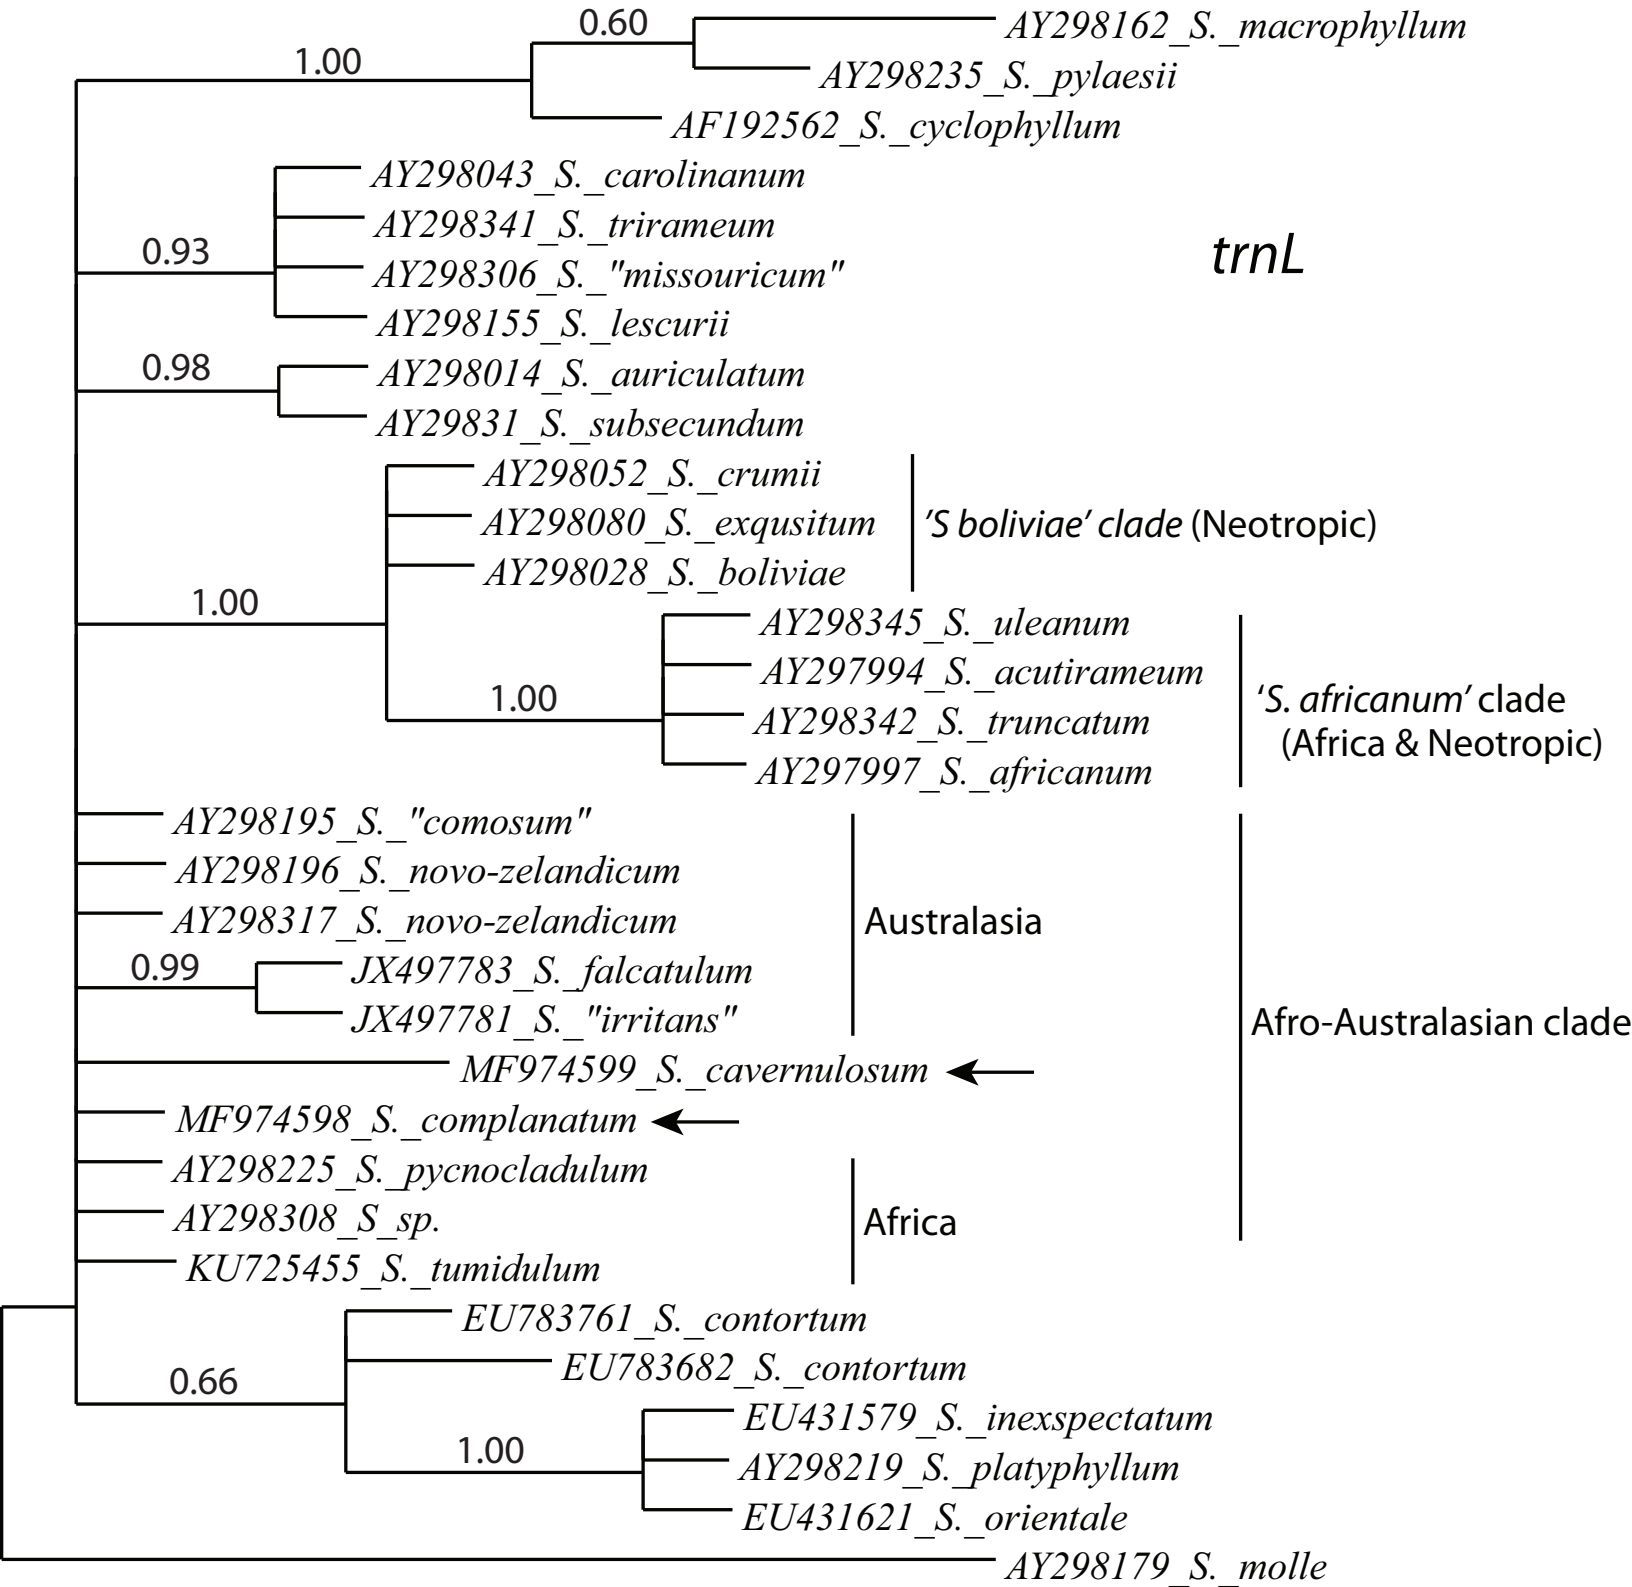 0.60
AY298162_S._macrophyllum
1.00
AY298235_S._pylaesii
AF192562_S._cyclophyllum
AY298043_S._carolinanum
AY298341_S._trirameum
trnL
0.93
AY298306_S._"missouricum"
AY298155_S._lescurii
0.98
AY298014_S._auriculatum
AY29831_S._subsecundum
AY298052_S._crumii
AY298080_S._exqusitum
’S boliviae’ clade (Neotropic)
AY298028_S._boliviae
1.00
AY298345_S._uleanum
AY297994_S._acutirameum
1.00
‘S. africanum’ clade
(Africa & Neotropic)
AY298342_S._truncatum
AY297997_S._africanum
AY298195_S._"comosum"
AY298196_S._novo-zelandicum
AY298317_S._novo-zelandicum
Australasia
0.99
JX497783_S._falcatulum
JX497781_S._"irritans"
Afro-Australasian clade
MF974599_S._cavernulosum
MF974598_S._complanatum
AY298225_S._pycnocladulum
AY298308_S_sp.
Africa
KU725455_S._tumidulum
EU783761_S._contortum
0.66
EU783682_S._contortum
EU431579_S._inexspectatum
1.00
AY298219_S._platyphyllum
EU431621_S._orientale
AY298179_S._molle